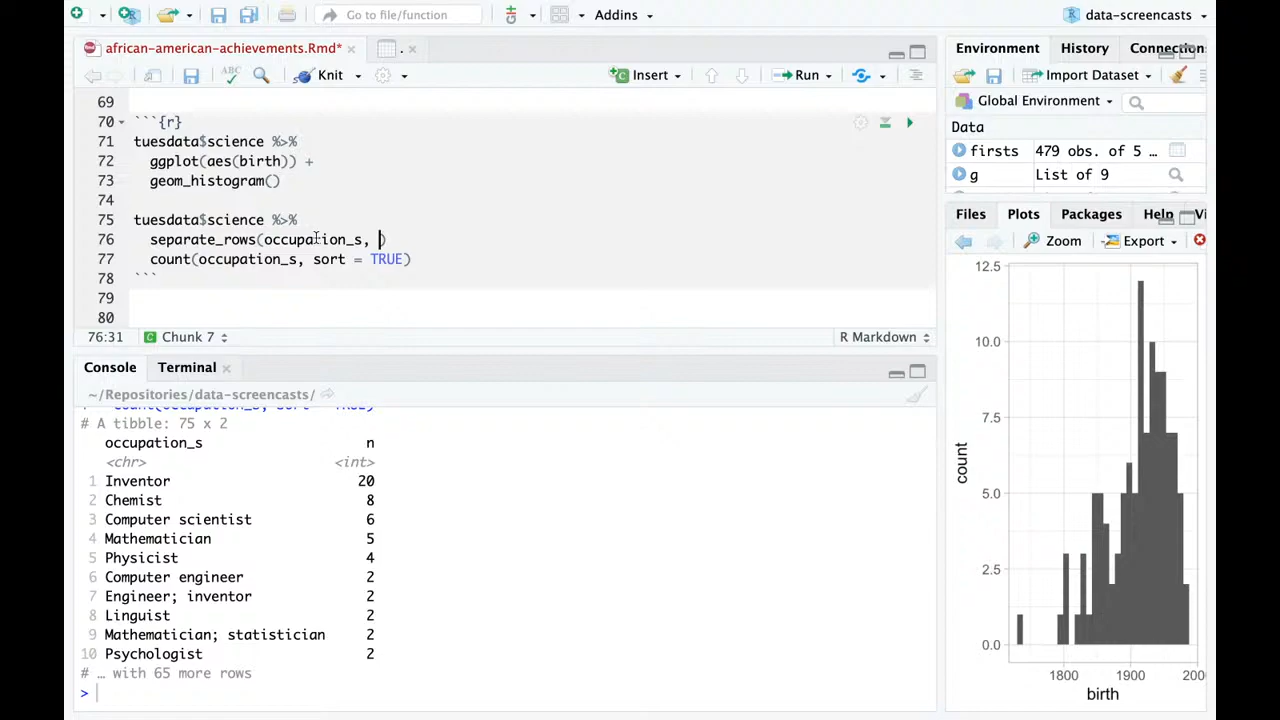 Go to file/function
Addins
data-screencasts
african-american-achievements.Rmd*
.
ABC
Knit
Insert
Run
69
70 ```{r}
71 tuesdata$science %>%
72 ggplot(aes(birth)) +
73 geom_histogram()
74
75 tuesdata$science %>%
76 separate_rows(occupation_s, )
77 count(occupation_s, sort = TRUE)
78 ```
79
80
76:31 Chunk 7 R Markdown
Console Terminal
~/Repositories/data-screencasts/
# A tibble: 75 x 2
occupation_s n
<chr> <int>
1 Inventor 20
2 Chemist 8
3 Computer scientist 6
4 Mathematician 5
5 Physicist 4
6 Computer engineer 2
7 Engineer; inventor 2
8 Linguist 2
9 Mathematician; statistician 2
10 Psychologist 2
# … with 65 more rows
>
Environment History Connections
Import Dataset
Global Environment
Data
firsts 479 obs. of 5 …
g List of 9
Files Plots Packages Help Vi
Zoom Export
12.5
10.0
7.5
5.0
2.5
0.0
count
1800 1900 200
birth